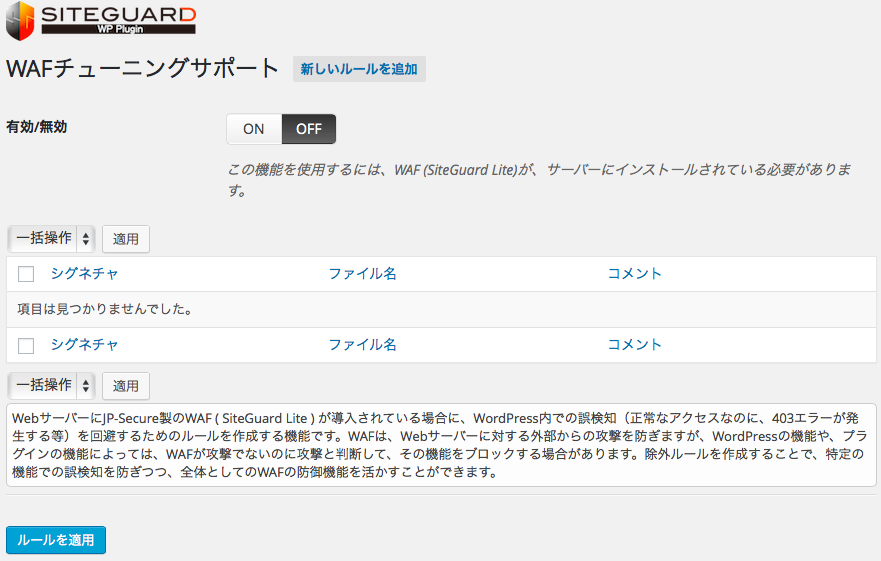 SITEGUARD
WP Plugin
WAFチューニングサポート 新しいルールを追加
有効/無効 ON OFF
この機能を使用するには、WAF (SiteGuard Lite)が、サーバーにインストールされている必要がありま
す。
一括操作 適用
シグネチャ ファイル名 コメント
項目は見つかりませんでした。
シグネチャ ファイル名 コメント
一括操作 適用
WebサーバーにJP-Secure製のWAF ( SiteGuard Lite ) が導入されている場合に、WordPress内での誤検知（正常なアクセスなのに、403エラーが発
生する等）を回避するためのルールを作成する機能です。WAFは、Webサーバーに対する外部からの攻撃を防ぎますが、WordPressの機能や、プラ
グインの機能によっては、WAFが攻撃でないのに攻撃と判断して、その機能をブロックする場合があります。除外ルールを作成することで、特定の
機能での誤検知を防ぎつつ、全体としてのWAFの防御機能を活かすことができます。
ルールを適用